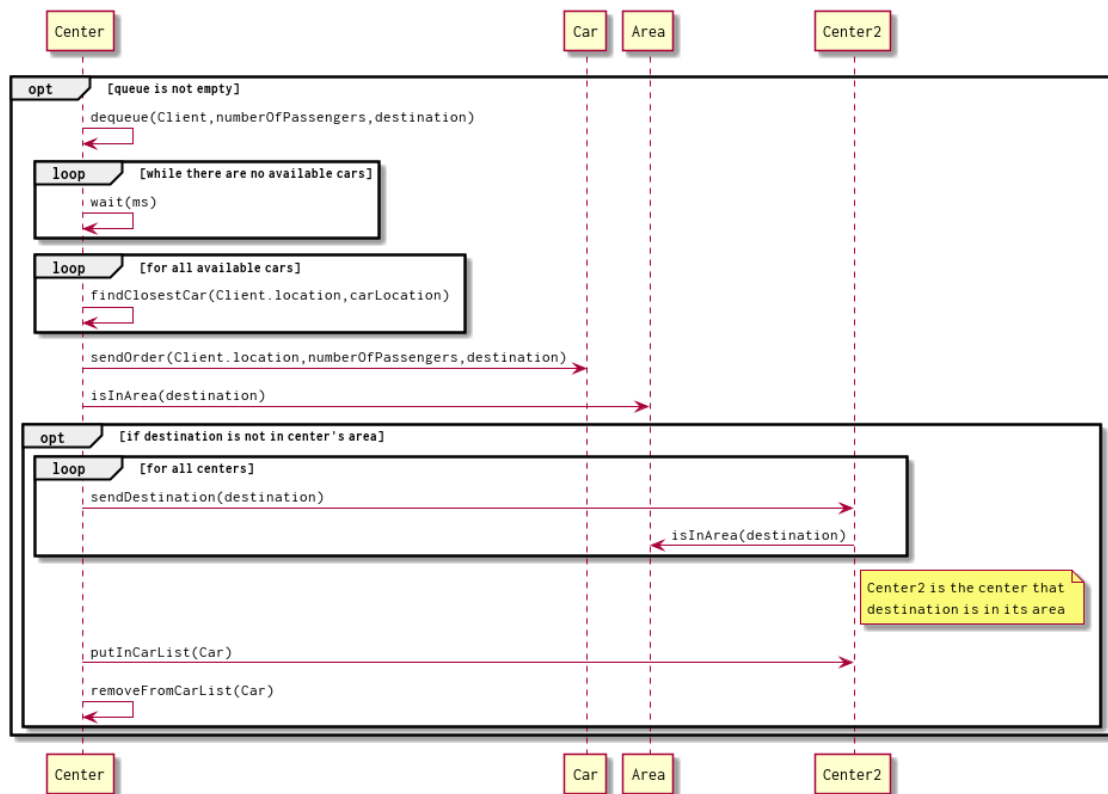 Center Car Area Center2
opt [queue is not empty]
dequeue(Client,numberOfPassengers,destination)
loop [while there are no available cars]
wait(ms)
loop [for all available cars]
findClosestCar(Client.location,carLocation)
sendOrder(Client.location,numberOfPassengers,destination)
isInArea(destination)
opt [if destination is not in center's area]
loop [for all centers]
sendDestination(destination)
isInArea(destination)
Center2 is the center that
destination is in its area
putInCarList(Car)
removeFromCarList(Car)
Center Car Area Center2